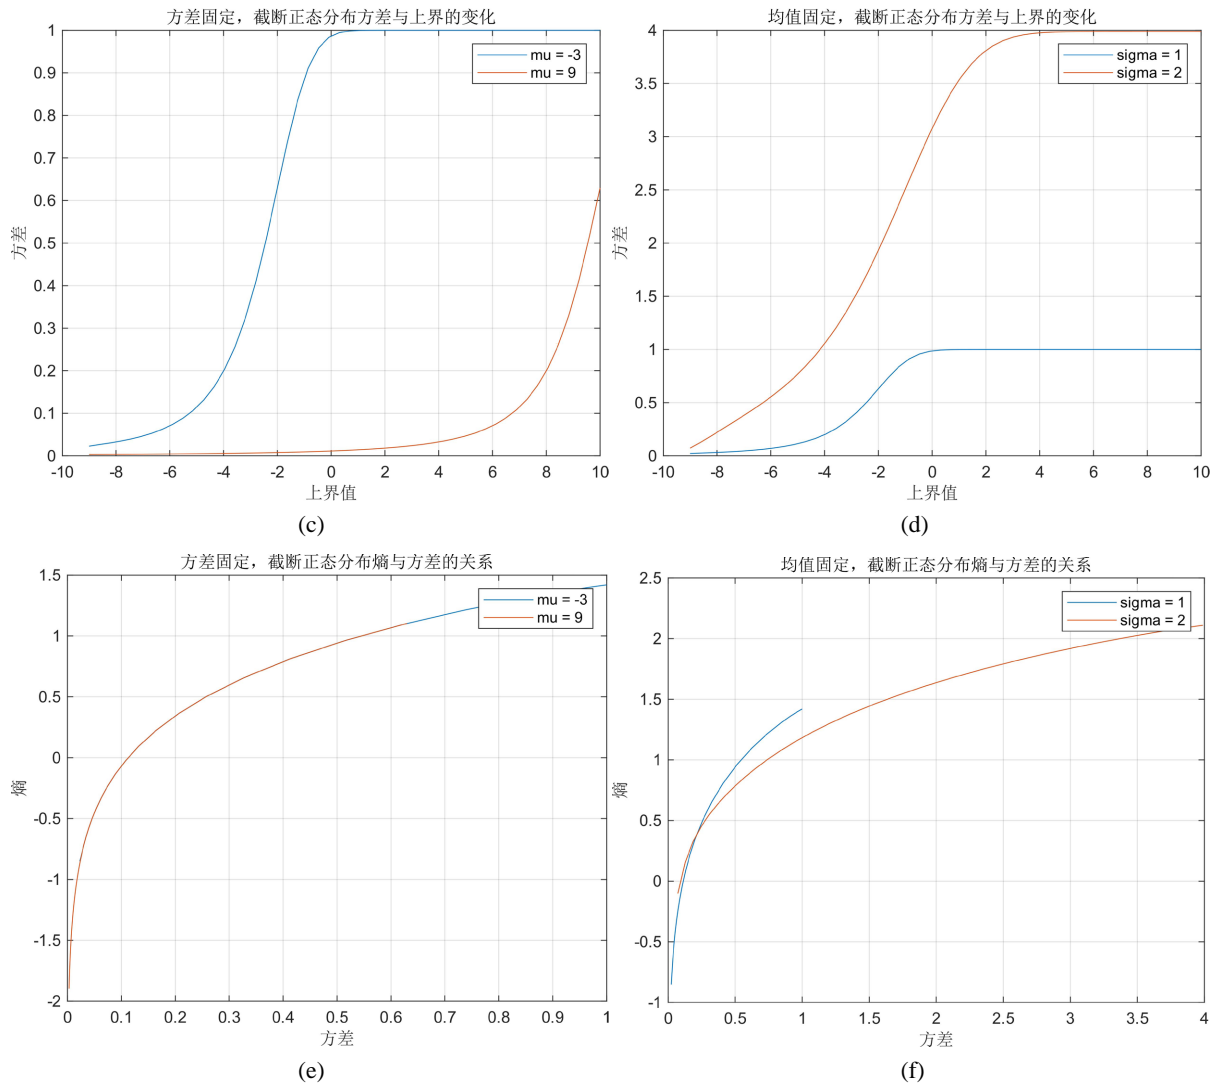 方差固定，截断正态分布方差与上界的变化
1
0.9
0.8
0.7
0.6
0.5
0.4
0.3
0.2
0.1
0
方差
mu = -3
mu = 9
-10 -8 -6 -4 -2 0 2 4 6 8 10
上界值
(c)
均值固定，截断正态分布方差与上界的变化
4
3.5
3
2.5
2
1.5
1
0.5
0
方差
sigma = 1
sigma = 2
-10 -8 -6 -4 -2 0 2 4 6 8 10
上界值
(d)
方差固定，截断正态分布熵与方差的关系
1.5
1
0.5
0
-0.5
-1
-1.5
-2
熵
mu = -3
mu = 9
0 0.1 0.2 0.3 0.4 0.5 0.6 0.7 0.8 0.9 1
方差
(e)
均值固定，截断正态分布熵与方差的关系
2.5
2
1.5
1
0.5
0
-0.5
-1
熵
sigma = 1
sigma = 2
0 0.5 1 1.5 2 2.5 3 3.5 4
方差
(f)